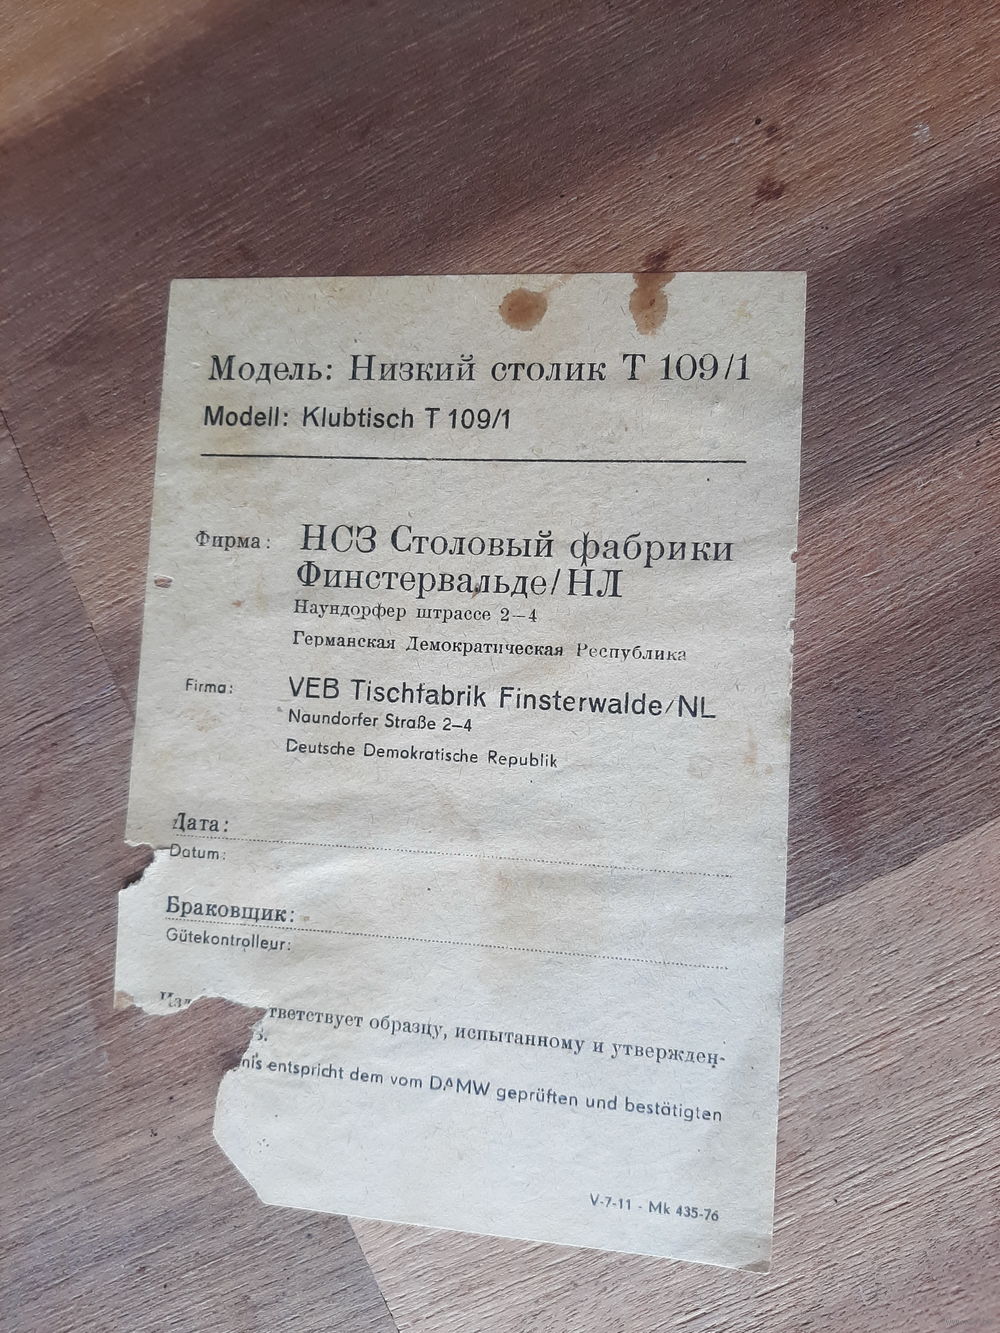 Модель: Низкий столик Т 109/1
Modell: Klubtisch T 109/1
Фирма: НСЗ Столовый фабрики
Финстервальде/НЛ
Наундорфер штрассе 2—4
Германская Демократическая Республика
Firma: VEB Tischfabrik Finsterwalde/NL
Naundorfer Straße 2–4
Deutsche Demokratische Republik
Дата:
Datum:
Браковщик:
Gütekontrolleur:
тветствует образцу, испытанному и утвержден-
nis entspricht dem vom DAMW geprüften und bestätigten
V-7-11 - Mk 435-76